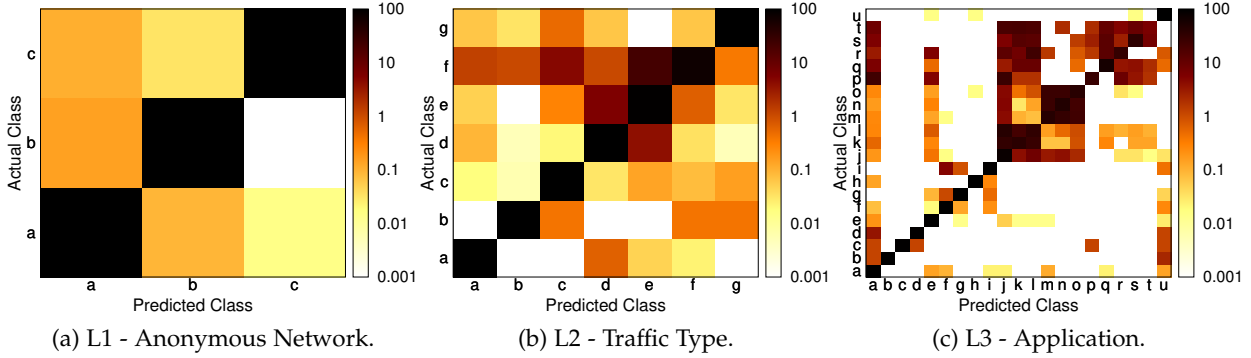 100
10
1
0.1
0.01
0.001
c
b
a
a b c
Actual Class
Predicted Class
(a) L1 - Anonymous Network.
100
10
1
0.1
0.01
0.001
g
f
e
d
c
b
a
a b c d e f g
Actual Class
Predicted Class
(b) L2 - Traffic Type.
100
10
1
0.1
0.01
0.001
u
t
s
r
q
p
o
n
m
l
k
j
i
h
g
f
e
d
c
b
a
a b c d e f g h i j k l m n o p q r s t u
Actual Class
Predicted Class
(c) L3 - Application.